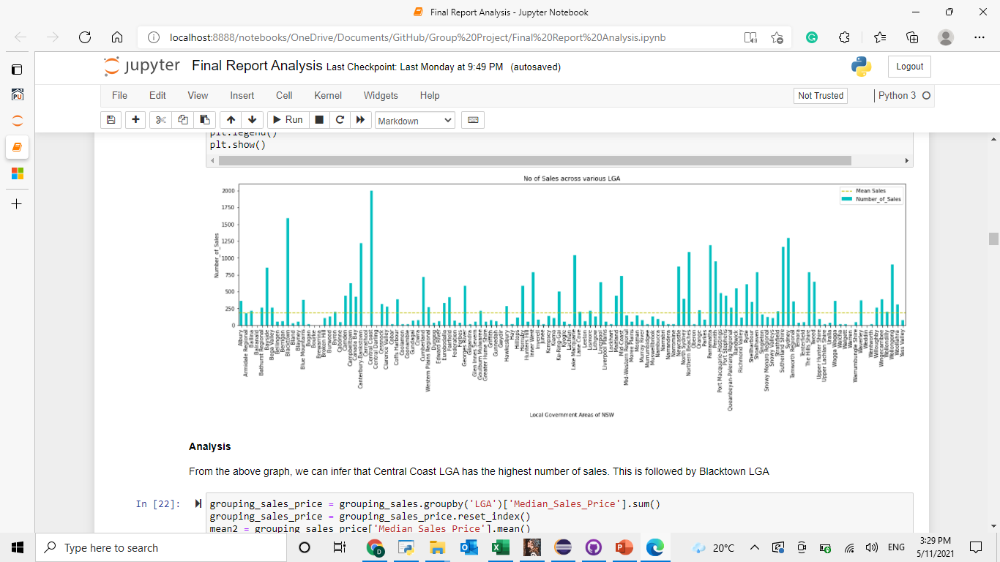 Final Report Analysis - Jupyter Notebook
localhost:8888/notebooks/OneDrive/Documents/GitHub/Group%20Project/Final%20Report%20Analysis.ipynb
jupyter Final Report Analysis Last Checkpoint: Last Monday at 9:49 PM (autosaved)
Logout
File Edit View Insert Cell Kernel Widgets Help
Not Trusted
Python 3
Run
Markdown
plt.legend()
plt.show()
No of Sales across various LGA
Mean Sales
Number_of_Sales
2000
1750
1500
1250
1000
750
500
250
0
Number_of_Sales
Albury
Armidale Regional
Ballina
Balranald
Bathurst Regional
Bayside
Bega Valley
Bellingen
Berrigan
Blacktown
Bland
Blayney
Blue Mountains
Bogan
Bourke
Brewarrina
Broken Hill
Burwood
Byron
Cabonne
Camden
Campbelltown
Canada Bay
Canterbury-Bankstown
Carrathool
Central Coast
Central Darling
Cessnock
Clarence Valley
Cobar
Coffs Harbour
Coolamon
Coonamble
Gundagai
Cowra
Cumberland
Western Plains Regional
Dungog
Edward River
Eurobodalla
Fairfield
Federation
Forbes
Georges River
Glen Innes Severn
Goulburn Mulwaree
Greater Hume Shire
Griffith
Gunnedah
Gwydir
Hawkesbury
Hay
Hilltops
Hornsby
Hunters Hill
Inner West
Inverell
Junee
Kempsey
Kiama
Ku-Ring-Gai
Kyogle
Lachlan
Lake Macquarie
Lane Cove
Leeton
Lismore
Lithgow
Liverpool
Liverpool Plains
Lockhart
Maitland
Mid-Coast
Mid-Western Regional
Moree Plains
Mosman
Murray River
Murrumbidgee
Muswellbrook
Nambucca
Narrabri
Narrandera
Narromine
Newcastle
North Sydney
Northern Beaches
Oberon
Orange
Parkes
Parramatta
Penrith
Port Macquarie-Hastings
Port Stephens
Queanbeyan-Palerang Regional
Randwick
Richmond Valley
Ryde
Shellharbour
Shoalhaven
Singleton
Snowy Monaro Regional
Snowy Valleys
Strathfield
Sutherland Shire
Sydney
Tamworth Regional
Temora
Tenterfield
The Hills Shire
Tweed
Upper Hunter Shire
Upper Lachlan Shire
Uralla
Wagga Wagga
Walcha
Walgett
Warren
Warrumbungle Shire
Waverley
Weddin
Wentworth
Willoughby
Wingecarribee
Wollondilly
Wollongong
Woollahra
Yass Valley
Local Government Areas of NSW
Analysis
From the above graph, we can infer that Central Coast LGA has the highest number of sales. This is followed by Blacktown LGA
In [22]:
grouping_sales_price = grouping_sales.groupby('LGA')['Median_Sales_Price'].sum()
grouping_sales_price = grouping_sales_price.reset_index()
mean2 = grouping_sales_price['Median_Sales_Price'].mean()
Type here to search
20°C
ENG
3:29 PM
5/11/2021